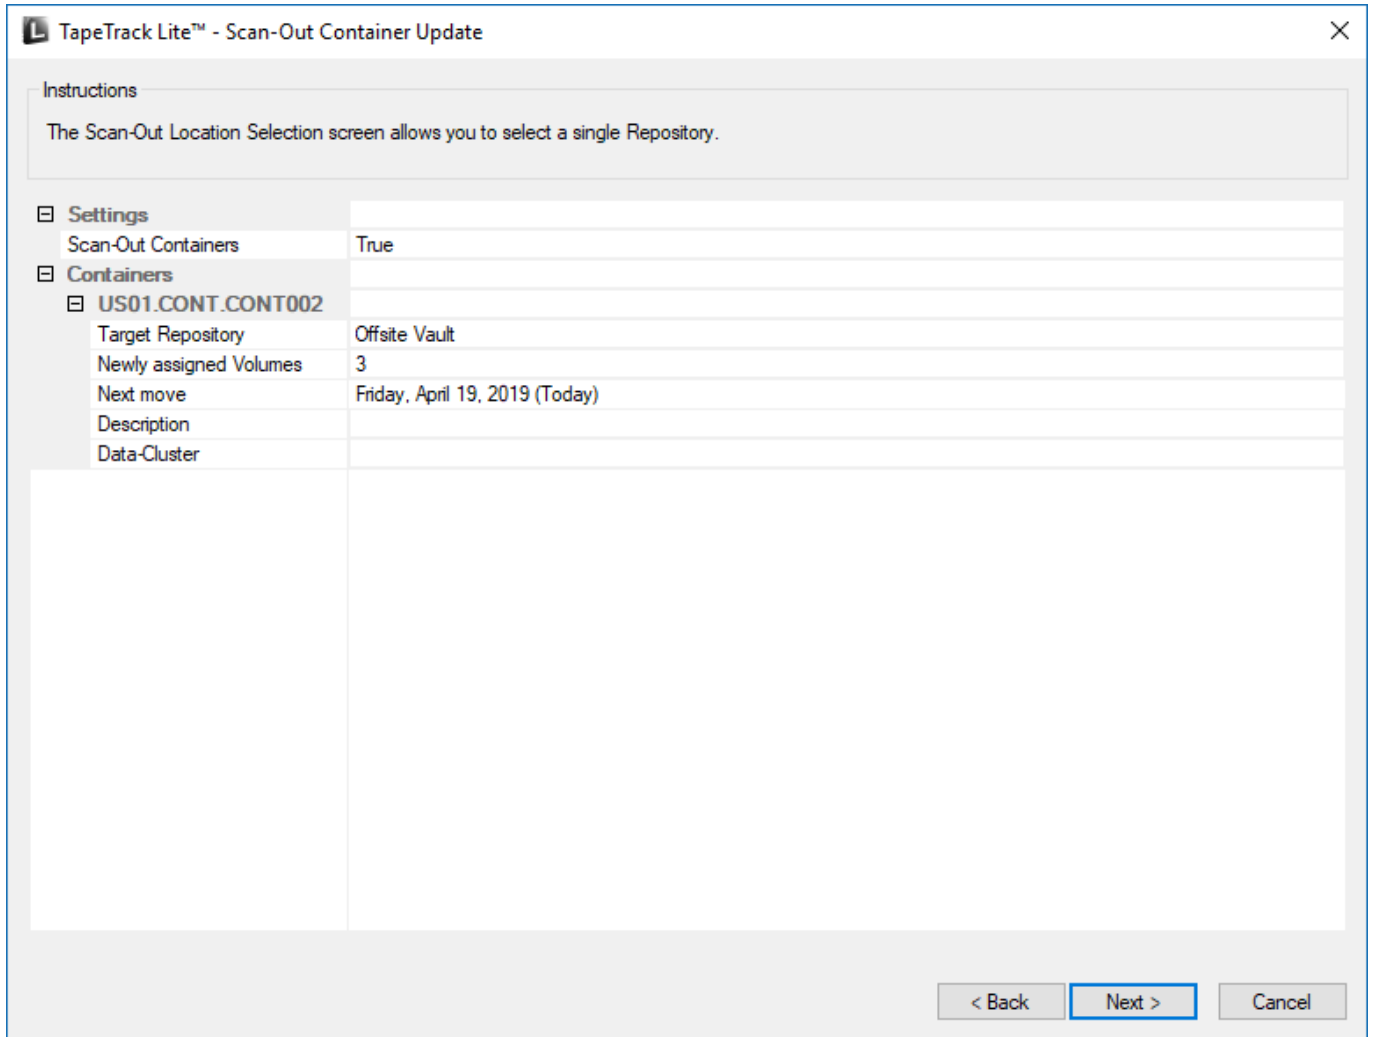 TapeTrack Lite™ - Scan-Out Container Update
Instructions
The Scan-Out Location Selection screen allows you to select a single Repository.
Settings
Scan-Out Containers True
Containers
US01.CONT.CONT002
Target Repository Offsite Vault
Newly assigned Volumes 3
Next move Friday, April 19, 2019 (Today)
Description
Data-Cluster
< Back Next > Cancel